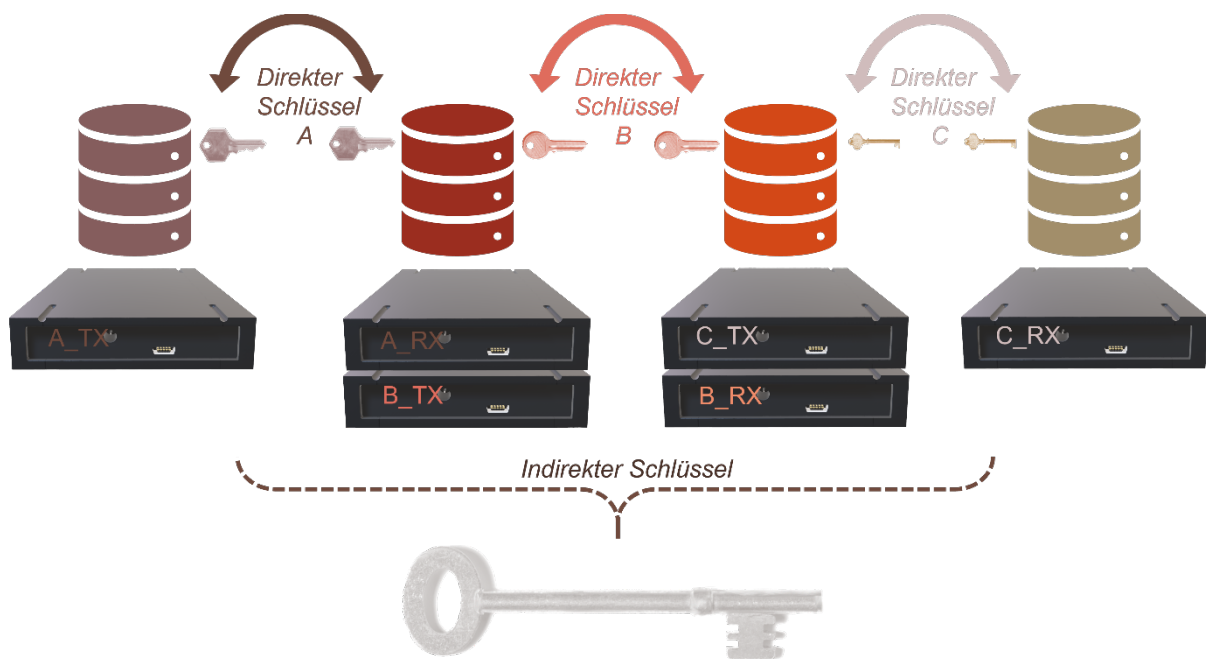 Direkter
Schlüssel
A
Direkter
Schlüssel
B
Direkter
Schlüssel
C
A_TX
A_RX
C_TX
C_RX
B_TX
B_RX
Indirekter Schlüssel